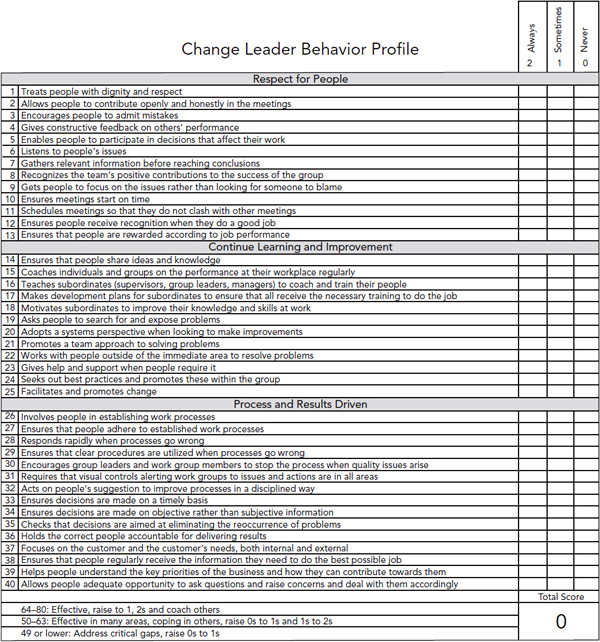 Change Leader Behavior Profile
Always
Sometimes
Never
2 1 0
Respect for People
1 Treats people with dignity and respect
2 Allows people to contribute openly and honestly in the meetings
3 Encourages people to admit mistakes
4 Gives constructive feedback on others' performance
5 Enables people to participate in decisions that affect their work
6 Listens to people's issues
7 Gathers relevant information before reaching conclusions
8 Recognizes the team's positive contributions to the success of the group
9 Gets people to focus on the issues rather than looking for someone to blame
10 Ensures meetings start on time
11 Schedules meetings so that they do not clash with other meetings
12 Ensures people receive recognition when they do a good job
13 Ensures that people are rewarded according to job performance
Continue Learning and Improvement
14 Ensures that people share ideas and knowledge
15 Coaches individuals and groups on the performance at their workplace regularly
16 Teaches subordinates (supervisors, group leaders, managers) to coach and train their people
17 Makes development plans for subordinates to ensure that all receive the necessary training to do the job
18 Motivates subordinates to improve their knowledge and skills at work
19 Asks people to search for and expose problems
20 Adopts a systems perspective when looking to make improvements
21 Promotes a team approach to solving problems
22 Works with people outside of the immediate area to resolve problems
23 Gives help and support when people require it
24 Seeks out best practices and promotes these within the group
25 Facilitates and promotes change
Process and Results Driven
26 Involves people in establishing work processes
27 Ensures that people adhere to established work processes
28 Responds rapidly when processes go wrong
29 Ensures that clear procedures are utilized when processes go wrong
30 Encourages group leaders and work group members to stop the process when quality issues arise
31 Requires that visual controls alerting work groups to issues and actions are in all areas
32 Acts on people's suggestion to improve processes in a disciplined way
33 Ensures decisions are made on a timely basis
34 Ensures decisions are made on objective rather than subjective information
35 Checks that decisions are aimed at eliminating the reoccurrence of problems
36 Holds the correct people accountable for delivering results
37 Focuses on the customer and the customer's needs, both internal and external
38 Ensures that people regularly receive the information they need to do the best possible job
39 Helps people understand the key priorities of the business and how they can contribute towards them
40 Allows people adequate opportunity to ask questions and raise concerns and deal with them accordingly
Total Score
64–80: Effective, raise to 1, 2s and coach others
50–63: Effective in many areas, coping in others, raise 0s to 1s and 1s to 2s
49 or lower: Address critical gaps, raise 0s to 1s
0